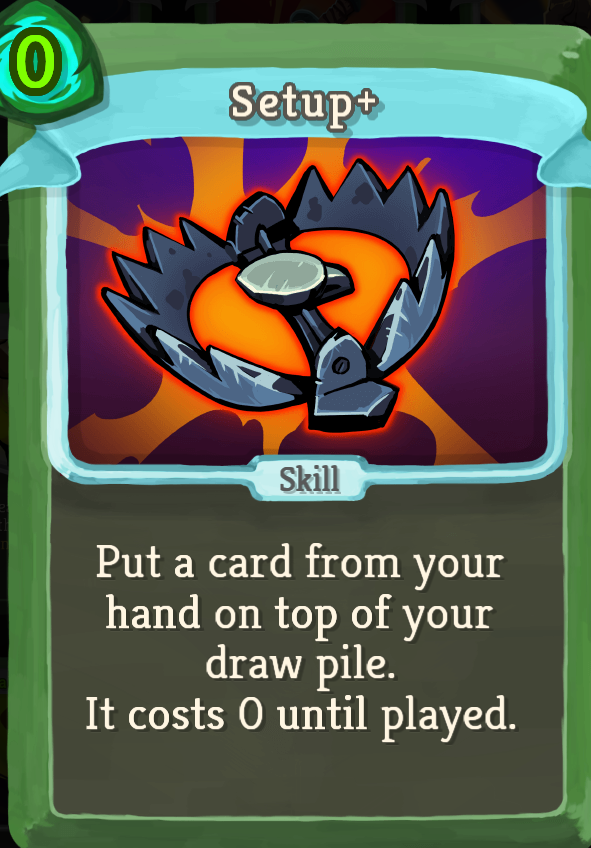 0
Setup+
Skill
Put a card from your
hand on top of your
draw pile.
It costs 0 until played.